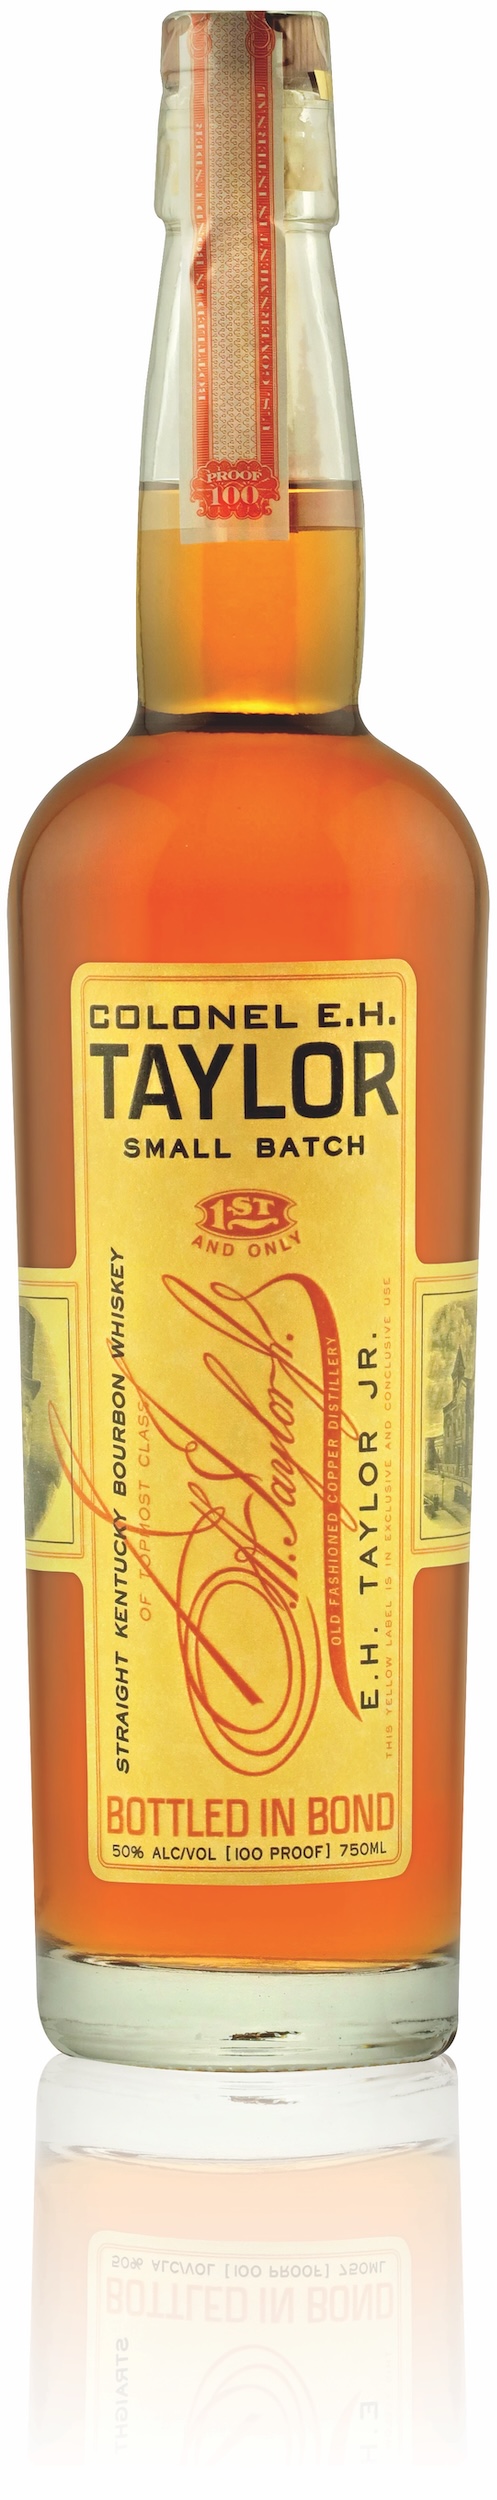 PROOF
100
COLONEL E.H.
TAYLOR
SMALL BATCH
1ST
AND ONLY
STRAIGHT KENTUCKY BOURBON WHISKEY
OF TOPMOST CLASS
E.H. Taylor Jr.
OLD FASHIONED COPPER DISTILLERY
E.H. TAYLOR JR.
THIS YELLOW LABEL IS IN EXCLUSIVE AND CONCLUSIVE USE
BOTTLED IN BOND
50% ALC/VOL [100 PROOF] 750ML